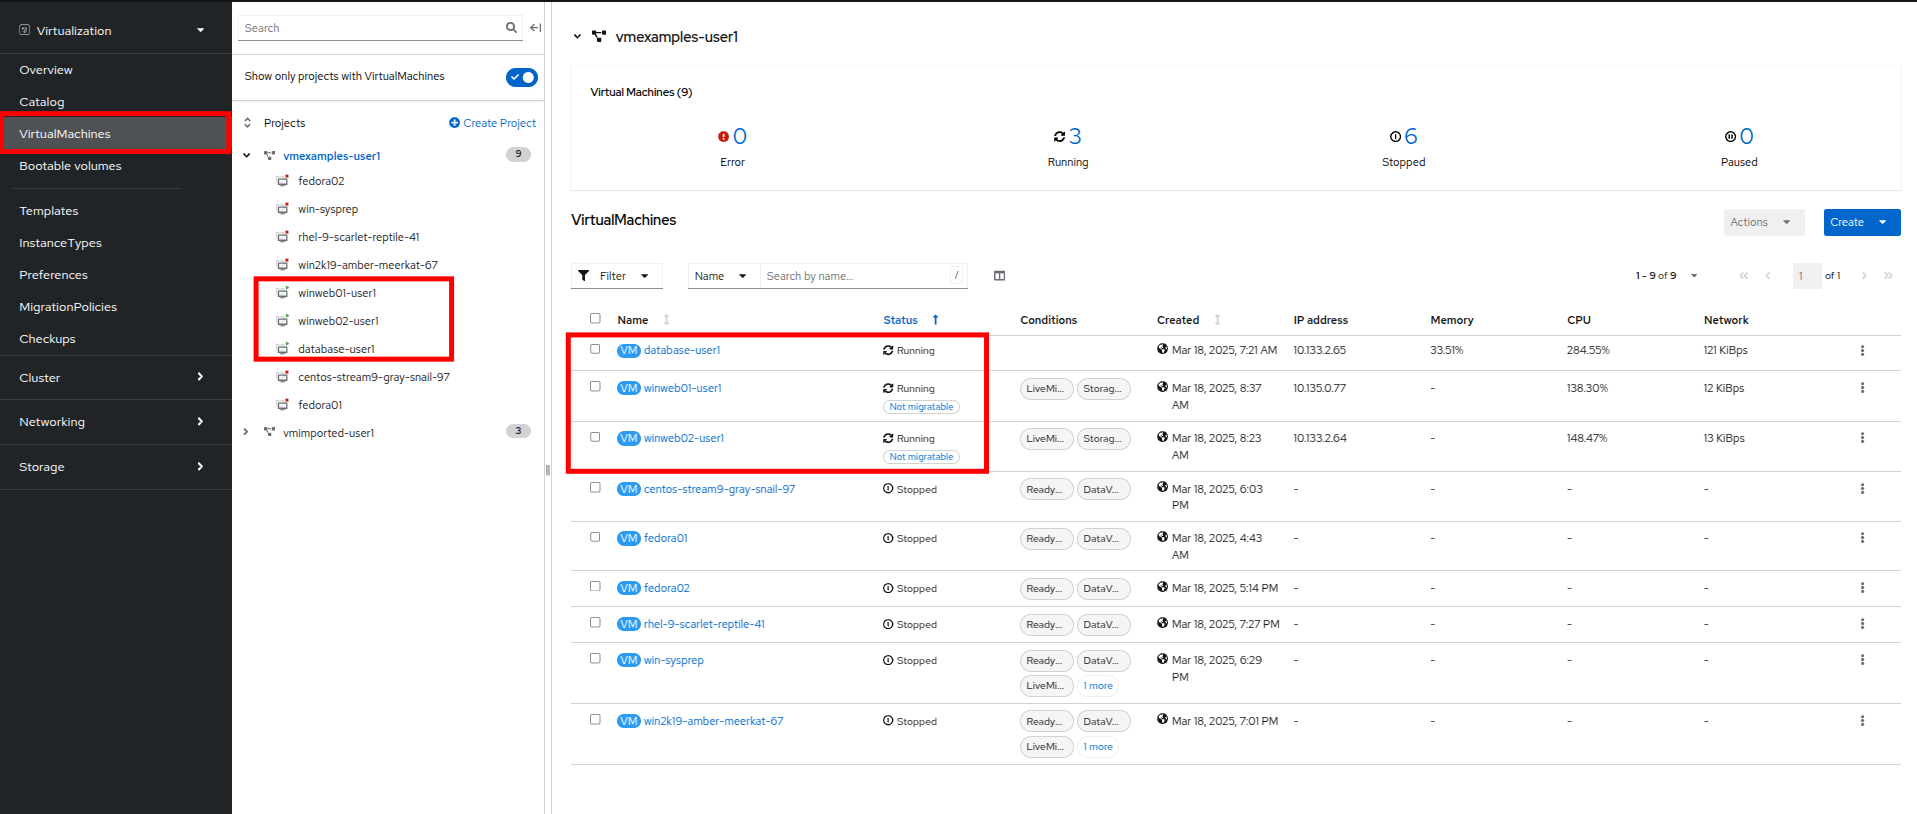 Virtualization
Overview
Catalog
VirtualMachines
Bootable volumes
Templates
InstanceTypes
Preferences
MigrationPolicies
Checkups
Cluster
Networking
Storage
Search
Show only projects with VirtualMachines
Projects Create Project
vmexamples-user1 9
fedora02
win-sysprep
rhel-9-scarlet-reptile-41
win2k19-amber-meerkat-67
winweb01-user1
winweb02-user1
database-user1
centos-stream9-gray-snail-97
fedora01
vmimported-user1 3
vmexamples-user1
Virtual Machines (9)
0 3 6 0
Error Running Stopped Paused
VirtualMachines Actions Create
Filter Name Search by name... / 1 - 9 of 9 1 of 1
Name Status Conditions Created IP address Memory CPU Network
VM database-user1 Running Mar 18, 2025, 7:21 AM 10.133.2.65 33.51% 284.55% 121 KiBps
VM winweb01-user1 Running LiveMi... Storag... Mar 18, 2025, 8:37 10.135.0.77 - 138.30% 12 KiBps
Not migratable AM
VM winweb02-user1 Running LiveMi... Storag... Mar 18, 2025, 8:23 10.133.2.64 - 148.47% 13 KiBps
Not migratable AM
VM centos-stream9-gray-snail-97 Stopped Ready... DataV... Mar 18, 2025, 6:03 - - - -
PM
VM fedora01 Stopped Ready... DataV... Mar 18, 2025, 4:43 - - - -
AM
VM fedora02 Stopped Ready... DataV... Mar 18, 2025, 5:14 PM - - - -
VM rhel-9-scarlet-reptile-41 Stopped Ready... DataV... Mar 18, 2025, 7:27 PM - - - -
VM win-sysprep Stopped Ready... DataV... Mar 18, 2025, 6:29 - - - -
PM
LiveMi... 1 more
VM win2k19-amber-meerkat-67 Stopped Ready... DataV... Mar 18, 2025, 7:01 PM - - - -
LiveMi... 1 more